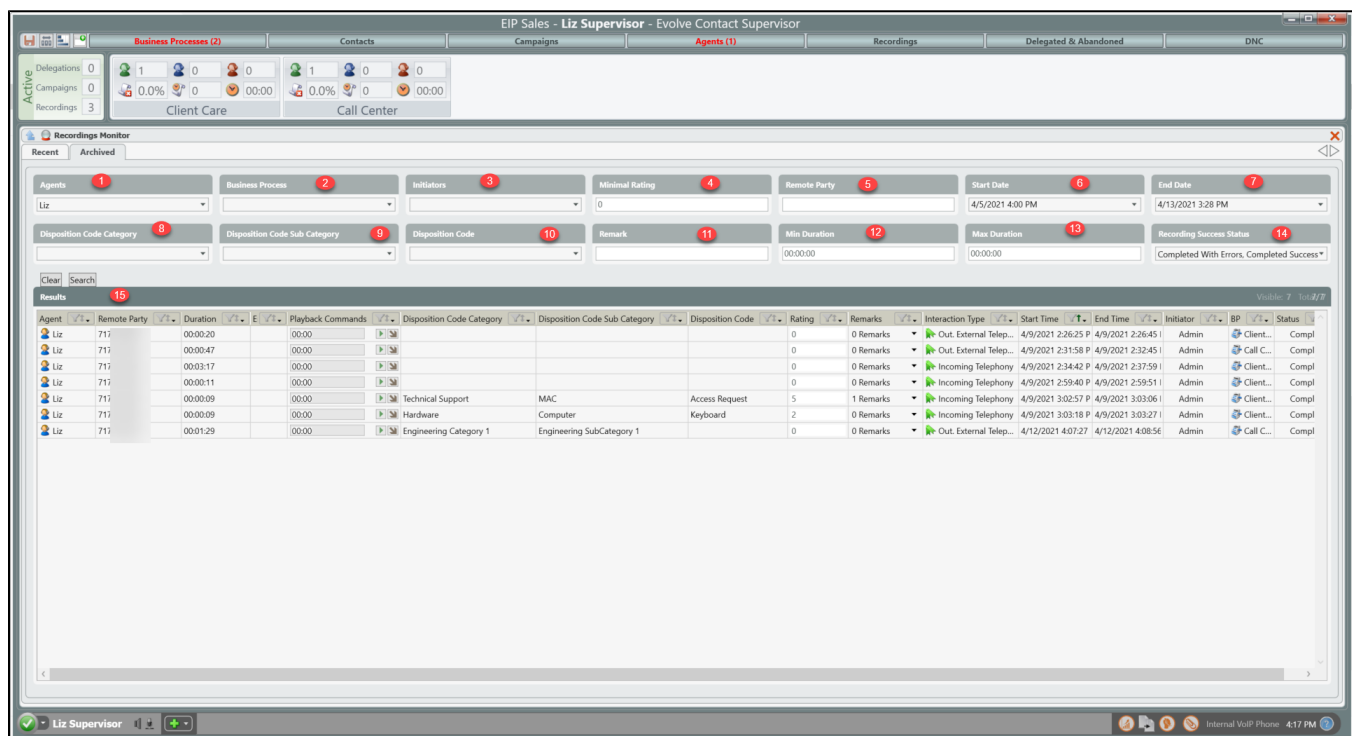 EIP Sales - Liz Supervisor - Evolve Contact Supervisor
Business Processes (2) Contacts Campaigns Agents (1) Recordings Delegated & Abandoned DNC
Active
Delegations 0 1 0 0 1 0 0
Campaigns 0 0.0% 0 00:00 0.0% 0 00:00
Recordings 3 Client Care Call Center
Recordings Monitor
Recent Archived
Agents 1 Business Process 2 Initiators 3 Minimal Rating 4 Remote Party 5 Start Date 6 End Date 7
Liz 0 4/5/2021 4:00 PM 4/13/2021 3:28 PM
Disposition Code Category 8 Disposition Code Sub Category 9 Disposition Code 10 Remark 11 Min Duration 12 Max Duration 13 Recording Success Status 14
00:00:00 00:00:00 Completed With Errors, Completed Success
Clear Search
Results 15 Visible: 7
Agent Remote Party Duration E Playback Commands Disposition Code Category Disposition Code Sub Category Disposition Code Rating Remarks Interaction Type Start Time End Time Initiator BP Status
Liz 717 00:00:20 00:00 0 0 Remarks Out. External Telep... 4/9/2021 2:26:25 P 4/9/2021 2:26:45 Admin Client... Compl
Liz 717 00:00:47 00:00 0 0 Remarks Out. External Telep... 4/9/2021 2:31:58 P 4/9/2021 2:32:45 Admin Call C... Compl
Liz 717 00:03:17 00:00 0 0 Remarks Incoming Telephony 4/9/2021 2:34:42 P 4/9/2021 2:37:59 Admin Client... Compl
Liz 717 00:00:11 00:00 0 0 Remarks Incoming Telephony 4/9/2021 2:59:40 P 4/9/2021 2:59:51 Admin Client... Compl
Liz 717 00:00:09 00:00 Technical Support MAC Access Request 5 1 Remarks Incoming Telephony 4/9/2021 3:02:57 P 4/9/2021 3:03:06 Admin Client... Compl
Liz 717 00:00:09 00:00 Hardware Computer Keyboard 2 0 Remarks Incoming Telephony 4/9/2021 3:03:18 P 4/9/2021 3:03:27 Admin Client... Compl
Liz 717 00:01:29 00:00 Engineering Category 1 Engineering SubCategory 1 0 0 Remarks Out. External Telep... 4/12/2021 4:07:27 4/12/2021 4:08:56 Admin Call C... Compl
Liz Supervisor Internal VoIP Phone 4:17 PM